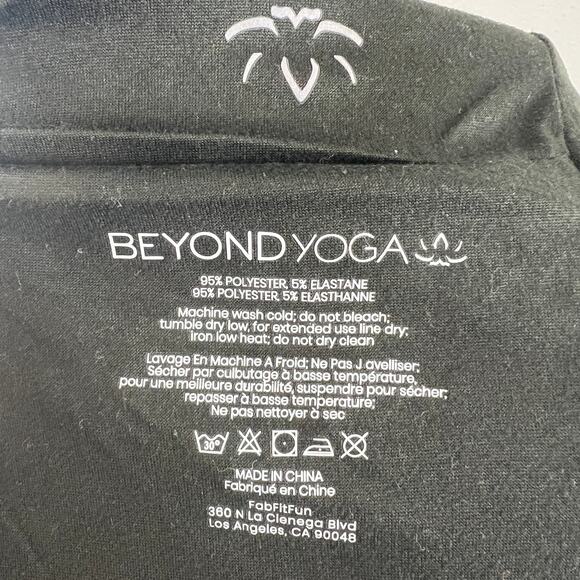 BEYOND YOGA
95% POLYESTER, 5% ELASTANE
95% POLYESTER, 5% ELASTHANNE
Machine wash cold; do not bleach;
tumble dry low, for extended use line dry;
iron low heat; do not dry clean
Lavage En Machine A Froid; Ne Pas J avelliser;
Sécher par culbutage à basse température,
pour une meilleure durabilité, suspendre pour sécher;
repasser à basse temperature;
Ne pas nettoyer à sec
30°
MADE IN CHINA
Fabriqué en Chine
FabFitFun
360 N La Cienega Blvd
Los Angeles, CA 90048